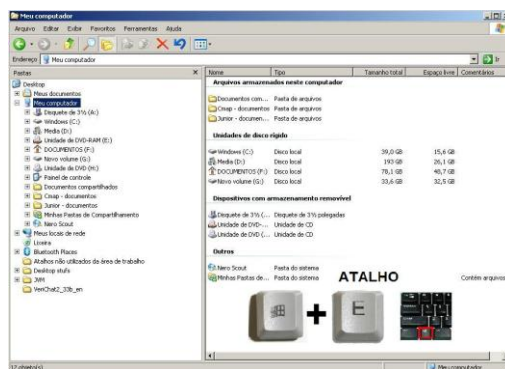 Meu computador
Arquivo Editar Exibir Favoritos Ferramentas Ajuda
Endereço Meu computador Ir
Pastas
Desktop
Meus documentos
Meu computador
Disquete de 3½ (A:)
Windows (C:)
Media (D:)
Unidade de DVD-RAM (E:)
DOCUMENTOS (F:)
Novo volume (G:)
Unidade de DVD (H:)
Painel de controle
Documentos compartilhados
Cmap - documentos
Junior - documentos
Minhas Pastas de Compartilhamento
Nero Scout
Meus locais de rede
Lixeira
Bluetooth Places
Atalhos não utilizados da área de trabalho
Desktop stufs
JVM
VeriChat2_33b_en
Nome Tipo Tamanho total Espaço livre Comentários
Arquivos armazenados neste computador
Documentos com... Pasta de arquivos
Cmap - documentos Pasta de arquivos
Junior - documen... Pasta de arquivos
Unidades de disco rígido
Windows (C:) Disco local 39,0 GB 15,6 GB
Media (D:) Disco local 193 GB 26,1 GB
DOCUMENTOS (F:) Disco local 78,1 GB 48,7 GB
Novo volume (G:) Disco local 33,6 GB 32,5 GB
Dispositivos com armazenamento removível
Disquete de 3½ (... Disquete de 3½ polegadas
Unidade de DVD-... Unidade de CD
Unidade de DVD (... Unidade de CD
Outros
Nero Scout Pasta do sistema
Minhas Pastas de... Pasta do sistema Contém arquivos
ATALHO
+ E
12 objeto(s) Meu computador